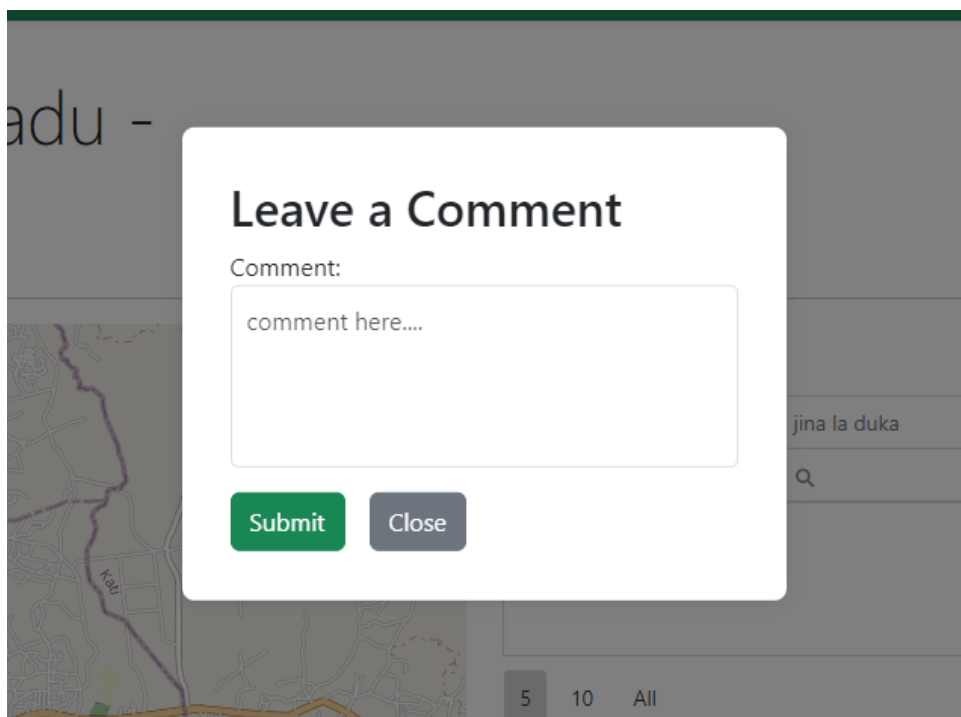 adu -
Leave a Comment
Comment:
comment here....
jina la duka
Submit
Close
Kati
5
10
All